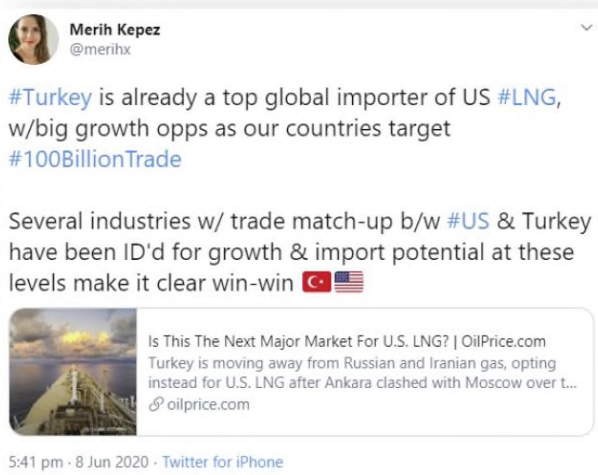 Merih Kepez
@merihx
#Turkey is already a top global importer of US #LNG,
w/big growth opps as our countries target
#100BillionTrade
Several industries w/ trade match-up b/w #US & Turkey
have been ID'd for growth & import potential at these
levels make it clear win-win 🇹🇷🇺🇸
Is This The Next Major Market For U.S. LNG? | OilPrice.com
Turkey is moving away from Russian and Iranian gas, opting
instead for U.S. LNG after Ankara clashed with Moscow over t...
oilprice.com
5:41 pm · 8 Jun 2020 · Twitter for iPhone